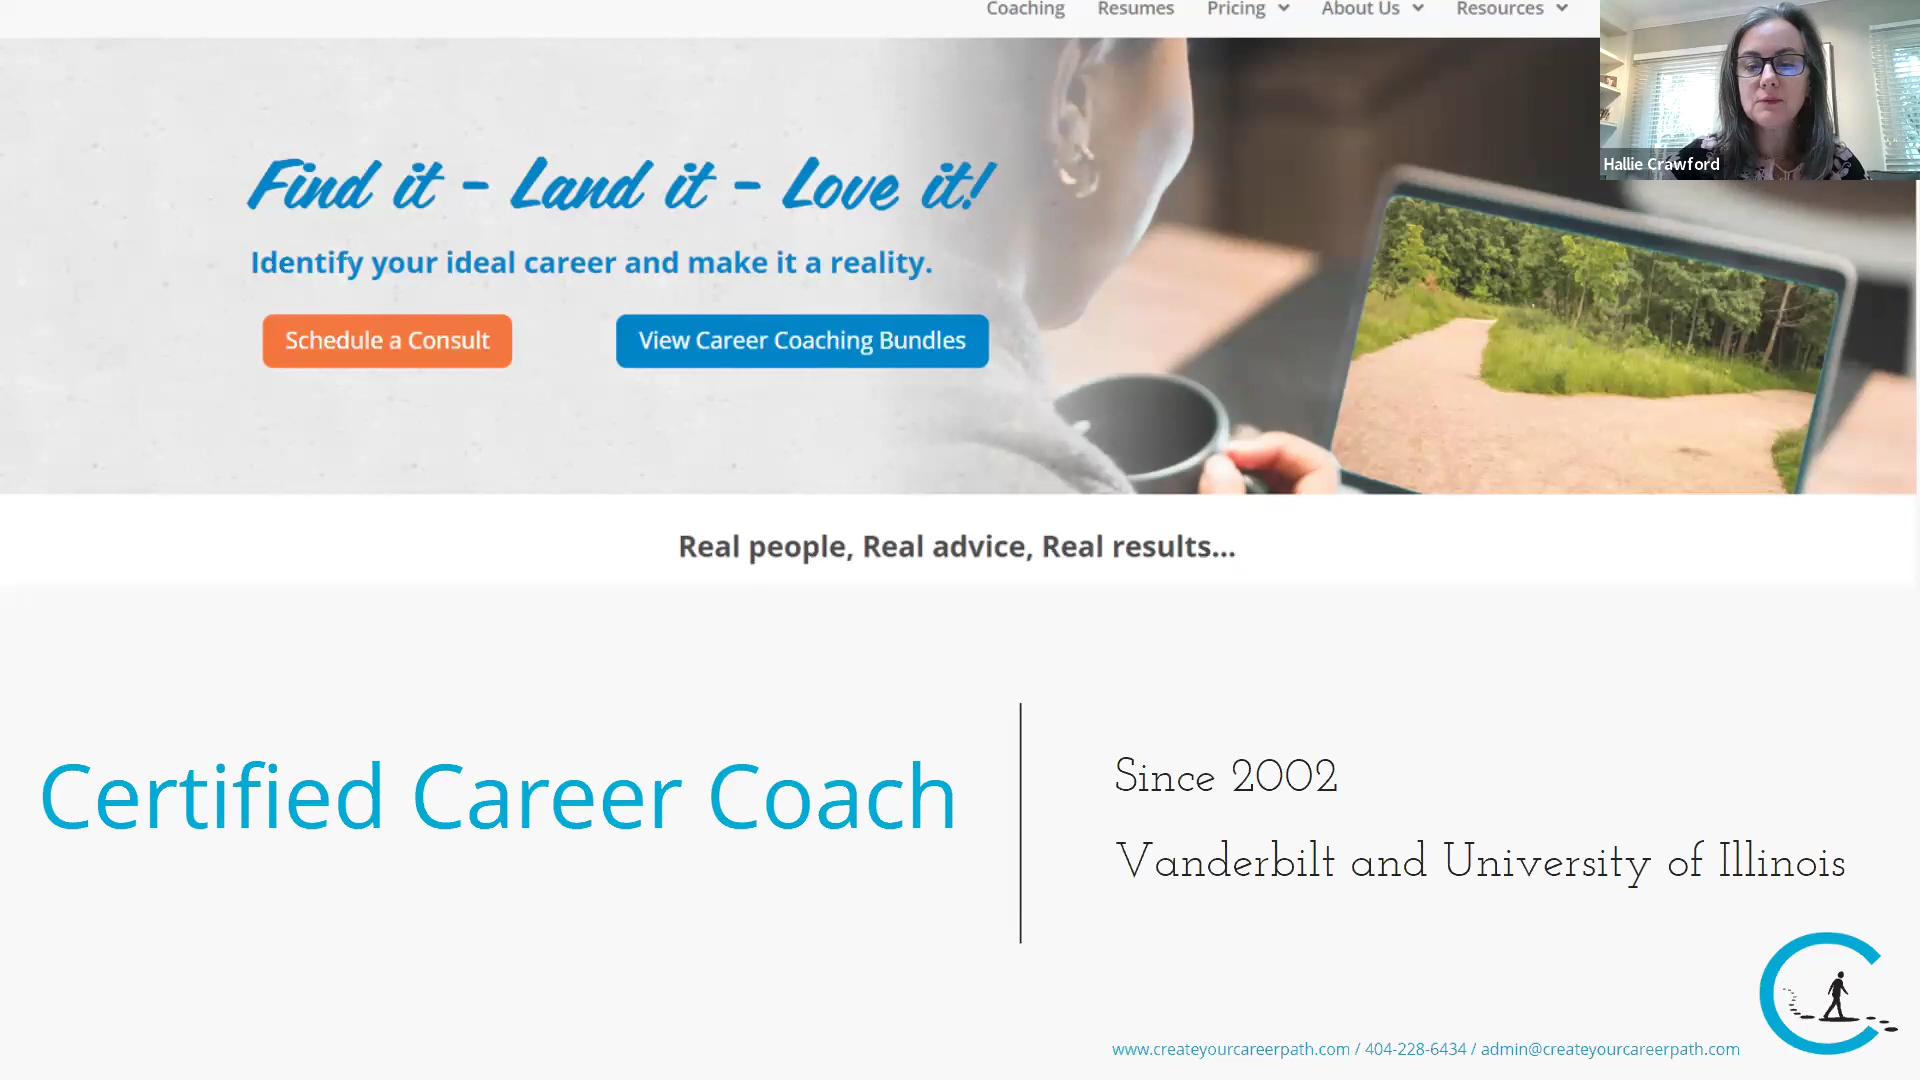 Coaching Resumes Pricing About Us Resources
Hallie Crawford
Find it - Land it - Love it!
Identify your ideal career and make it a reality.
Schedule a Consult View Career Coaching Bundles
Real people, Real advice, Real results...
Certified Career Coach
Since 2002
Vanderbilt and University of Illinois
www.createyourcareerpath.com / 404-228-6434 / admin@createyourcareerpath.com